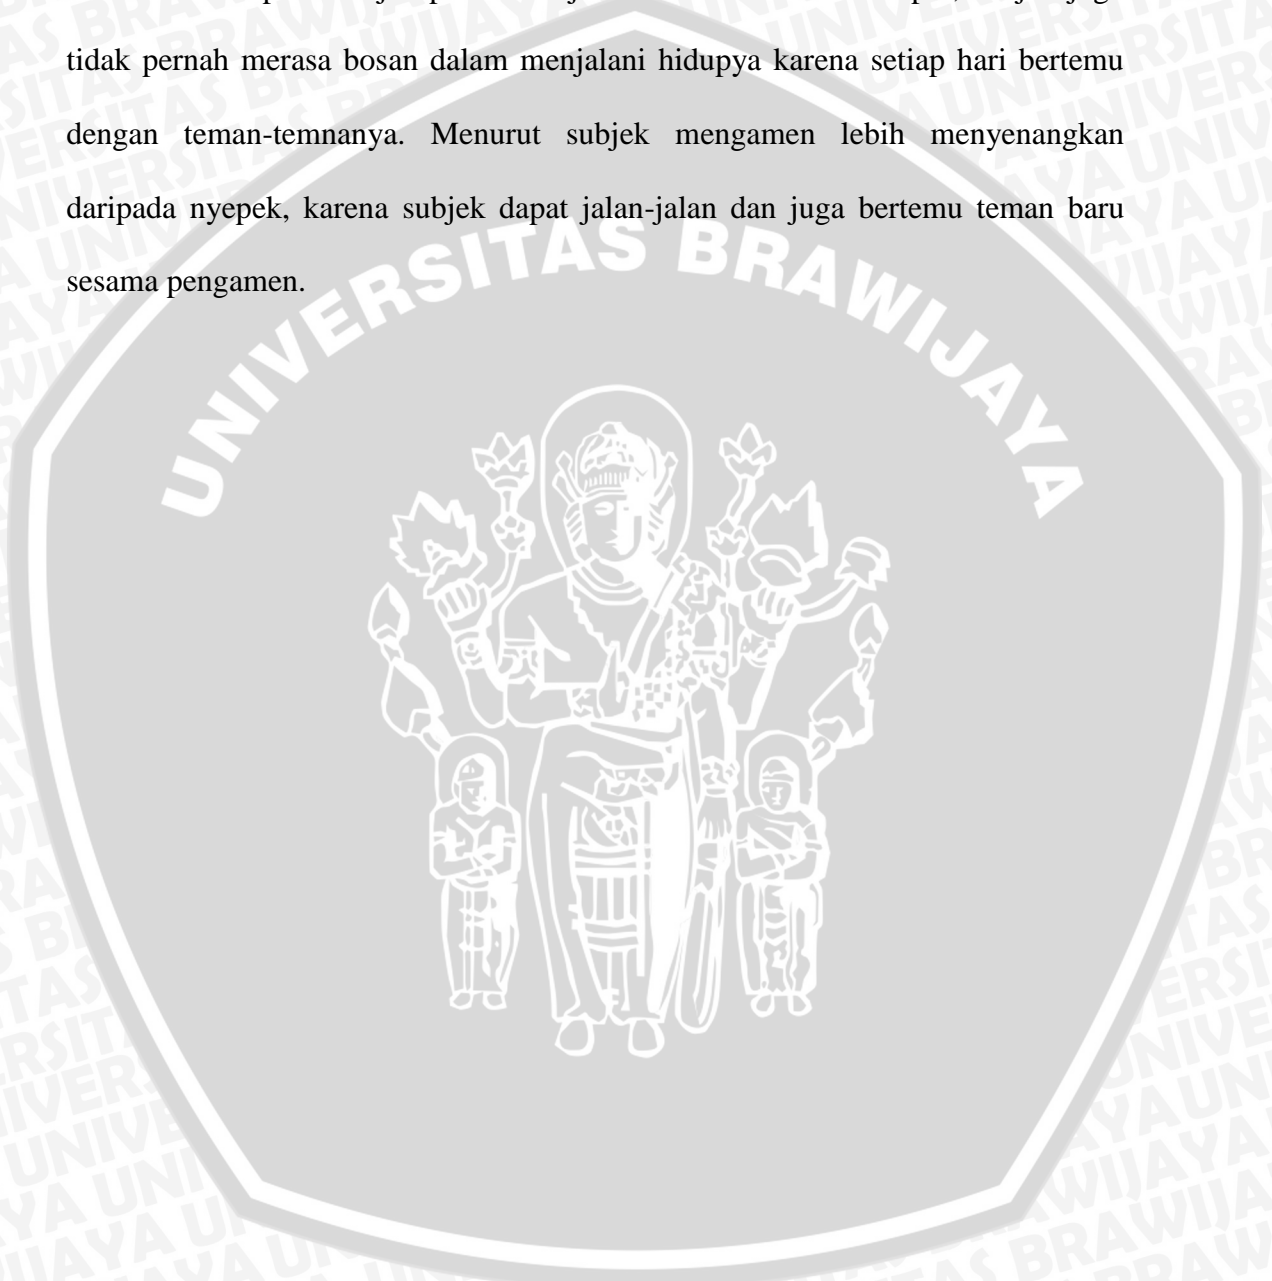 tidak pernah merasa bosan dalam menjalani hidupya karena setiap hari bertemu
dengan teman-temnanya. Menurut subjek mengamen lebih menyenangkan
daripada nyepek, karena subjek dapat jalan-jalan dan juga bertemu teman baru
sesama pengamen.
UNIVERSITAS BRAWIJAYA